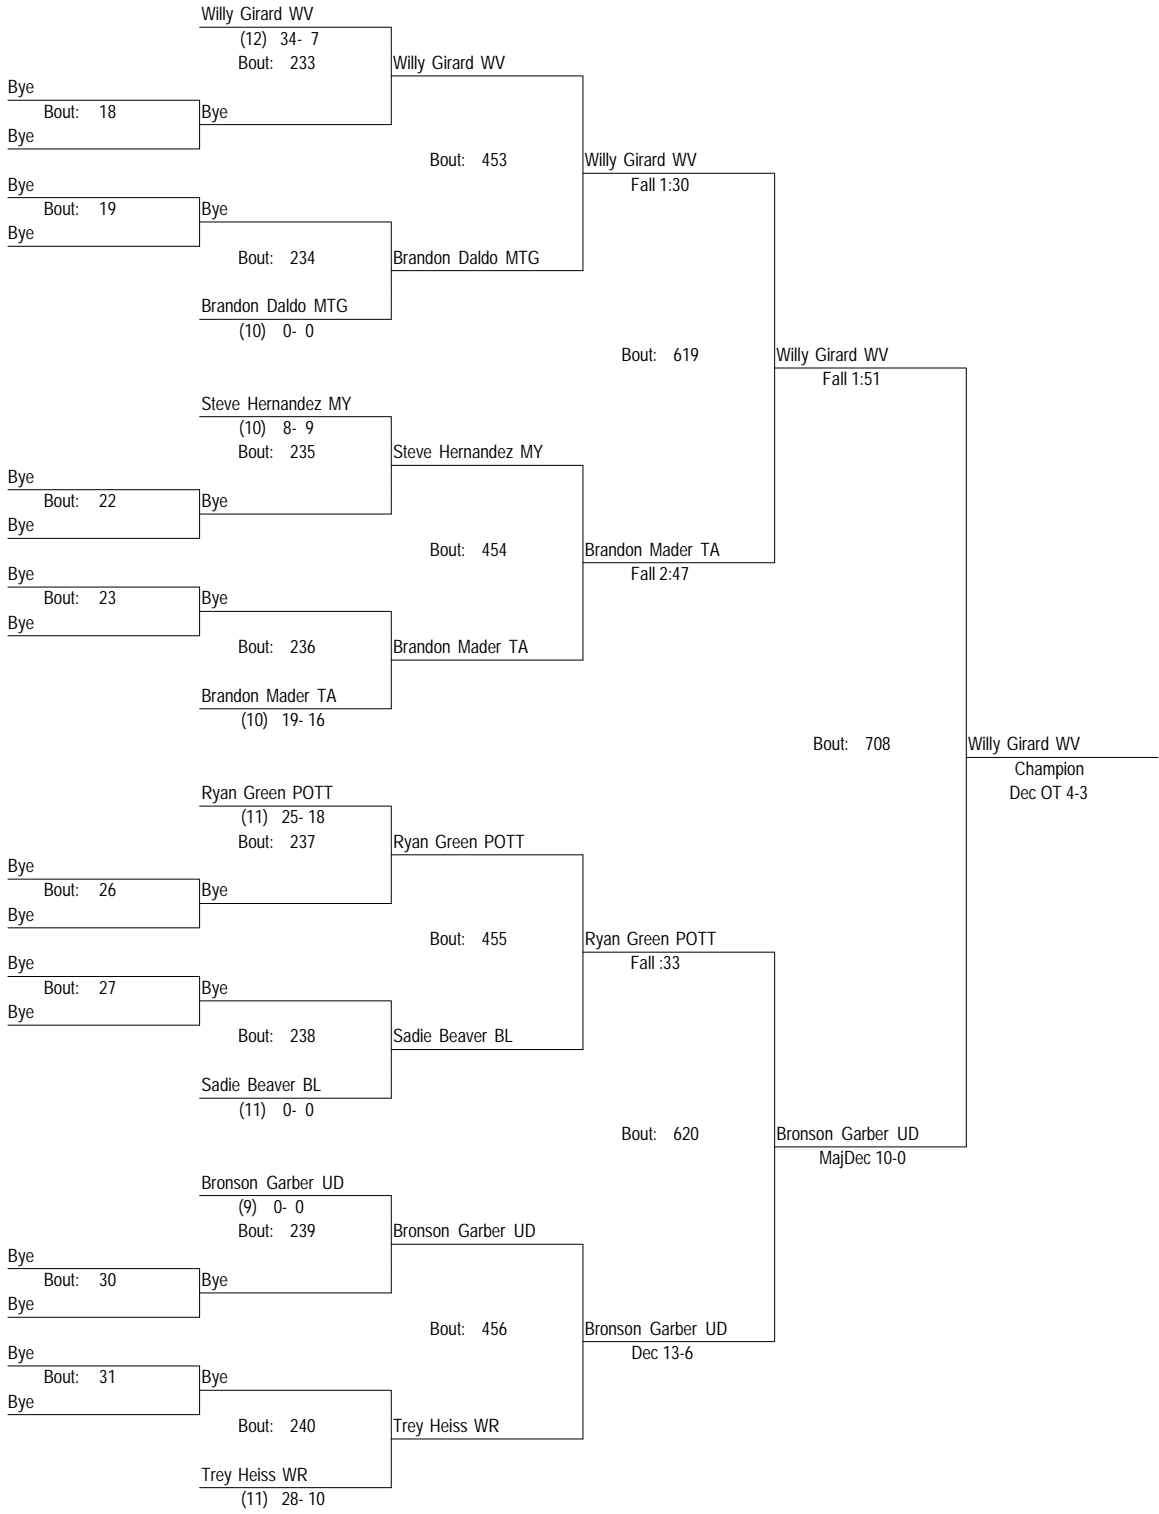 Willy Girard WV
(12) 34- 7
Bout: 233
Willy Girard WV
Bye
Bout: 18
Bye
Bye
Bout: 453
Willy Girard WV
Fall 1:30
Bye
Bout: 19
Bye
Bye
Bout: 234
Brandon Daldo MTG
Brandon Daldo MTG
(10) 0- 0
Bout: 619
Willy Girard WV
Fall 1:51
Steve Hernandez MY
(10) 8- 9
Bout: 235
Steve Hernandez MY
Bye
Bout: 22
Bye
Bye
Bout: 454
Brandon Mader TA
Fall 2:47
Bye
Bout: 23
Bye
Bye
Bout: 236
Brandon Mader TA
Brandon Mader TA
(10) 19- 16
Bout: 708
Willy Girard WV
Champion
Dec OT 4-3
Ryan Green POTT
(11) 25- 18
Bout: 237
Ryan Green POTT
Bye
Bout: 26
Bye
Bye
Bout: 455
Ryan Green POTT
Fall :33
Bye
Bout: 27
Bye
Bye
Bout: 238
Sadie Beaver BL
Sadie Beaver BL
(11) 0- 0
Bout: 620
Bronson Garber UD
MajDec 10-0
Bronson Garber UD
(9) 0- 0
Bout: 239
Bronson Garber UD
Bye
Bout: 30
Bye
Bye
Bout: 456
Bronson Garber UD
Dec 13-6
Bye
Bout: 31
Bye
Bye
Bout: 240
Trey Heiss WR
Trey Heiss WR
(11) 28- 10